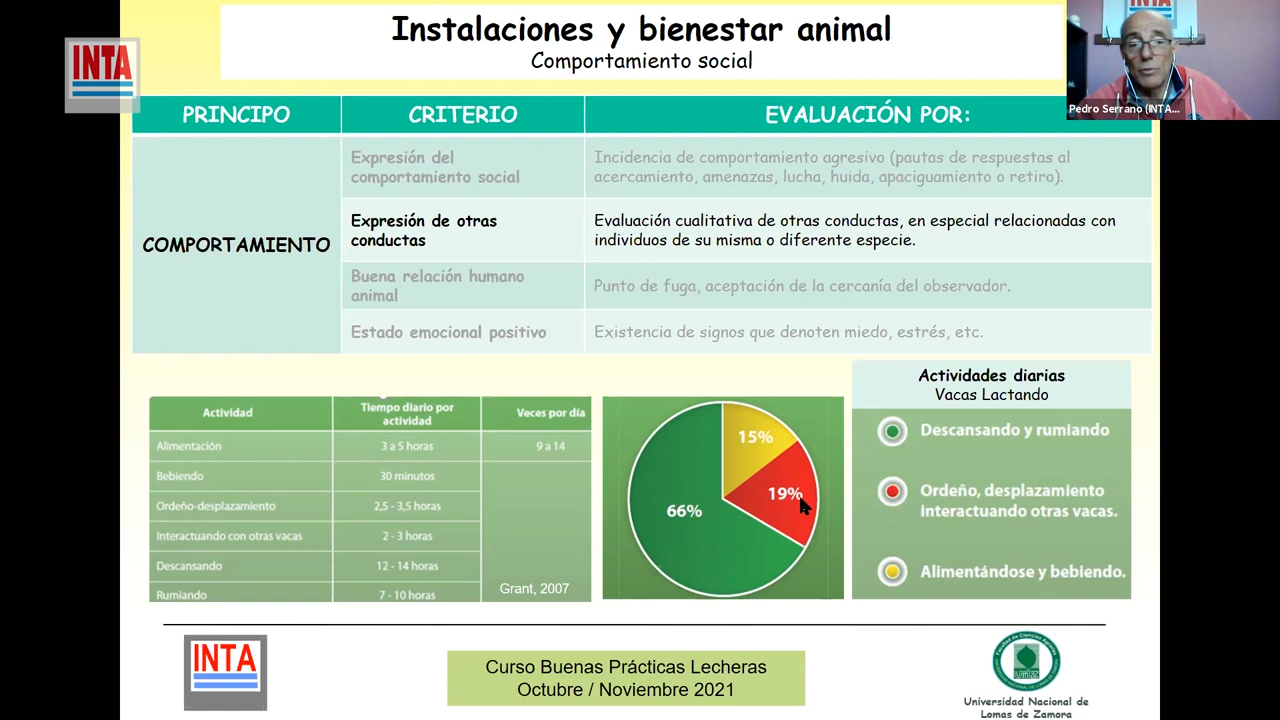 Instalaciones y bienestar animal
Comportamiento social
INTA
INTA
Pedro Serrano (INTA...
PRINCIPO
CRITERIO
EVALUACIÓN POR:
COMPORTAMIENTO
Expresión del
comportamiento social
Incidencia de comportamiento agresivo (pautas de respuestas al
acercamiento, amenazas, lucha, huida, apaciguamiento o retiro).
Expresión de otras
conductas
Evaluación cualitativa de otras conductas, en especial relacionadas con
individuos de su misma o diferente especie.
Buena relación humano
animal
Punto de fuga, aceptación de la cercanía del observador.
Estado emocional positivo
Existencia de signos que denoten miedo, estrés, etc.
Actividad
Tiempo diario por
actividad
Veces por día
Alimentación
3 a 5 horas
9 a 14
Bebiendo
30 minutos
Ordeño-desplazamiento
2,5 - 3,5 horas
Interactuando con otras vacas
2 - 3 horas
Descansando
12 - 14 horas
Rumiando
7 - 10 horas
Grant, 2007
15%
19%
66%
Actividades diarias
Vacas Lactando
Descansando y rumiando
Ordeño, desplazamiento
interactuando otras vacas.
Alimentándose y bebiendo.
INTA
Curso Buenas Prácticas Lecheras
Octubre / Noviembre 2021
Universidad Nacional de
Lomas de Zamora